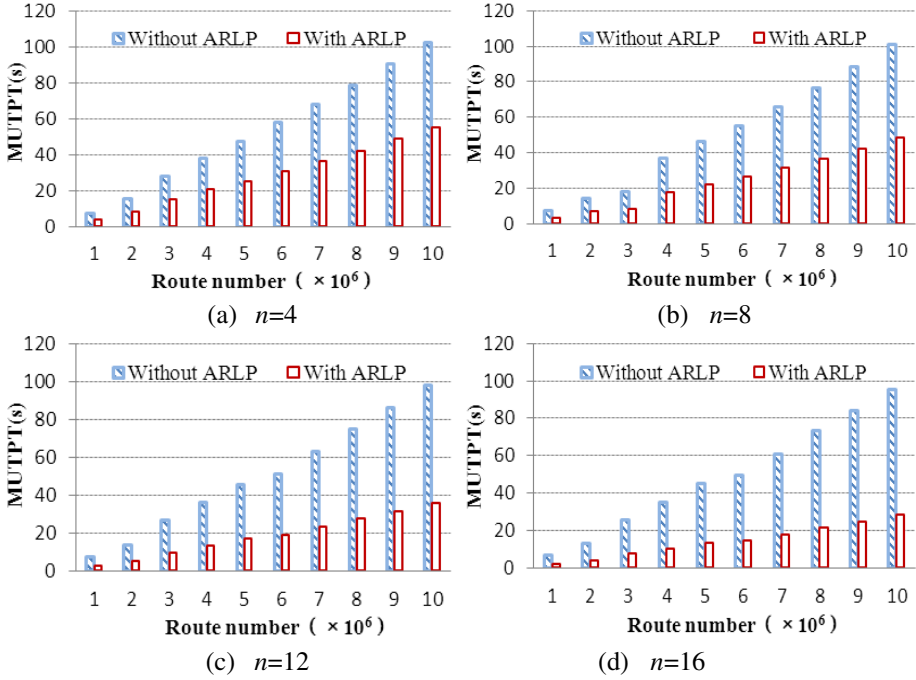 120
Without ARLP With ARLP
100
80
60
40
20
0
MUTPT(s)
1 2 3 4 5 6 7 8 9 10
Route number ( × 10⁶ )
(a) n=4
120
Without ARLP With ARLP
100
80
60
40
20
0
MUTPT(s)
1 2 3 4 5 6 7 8 9 10
Route number ( × 10⁶ )
(b) n=8
120
Without ARLP With ARLP
100
80
60
40
20
0
MUTPT(s)
1 2 3 4 5 6 7 8 9 10
Route number ( × 10⁶ )
(c) n=12
120
Without ARLP With ARLP
100
80
60
40
20
0
MUTPT(s)
1 2 3 4 5 6 7 8 9 10
Route number ( × 10⁶ )
(d) n=16